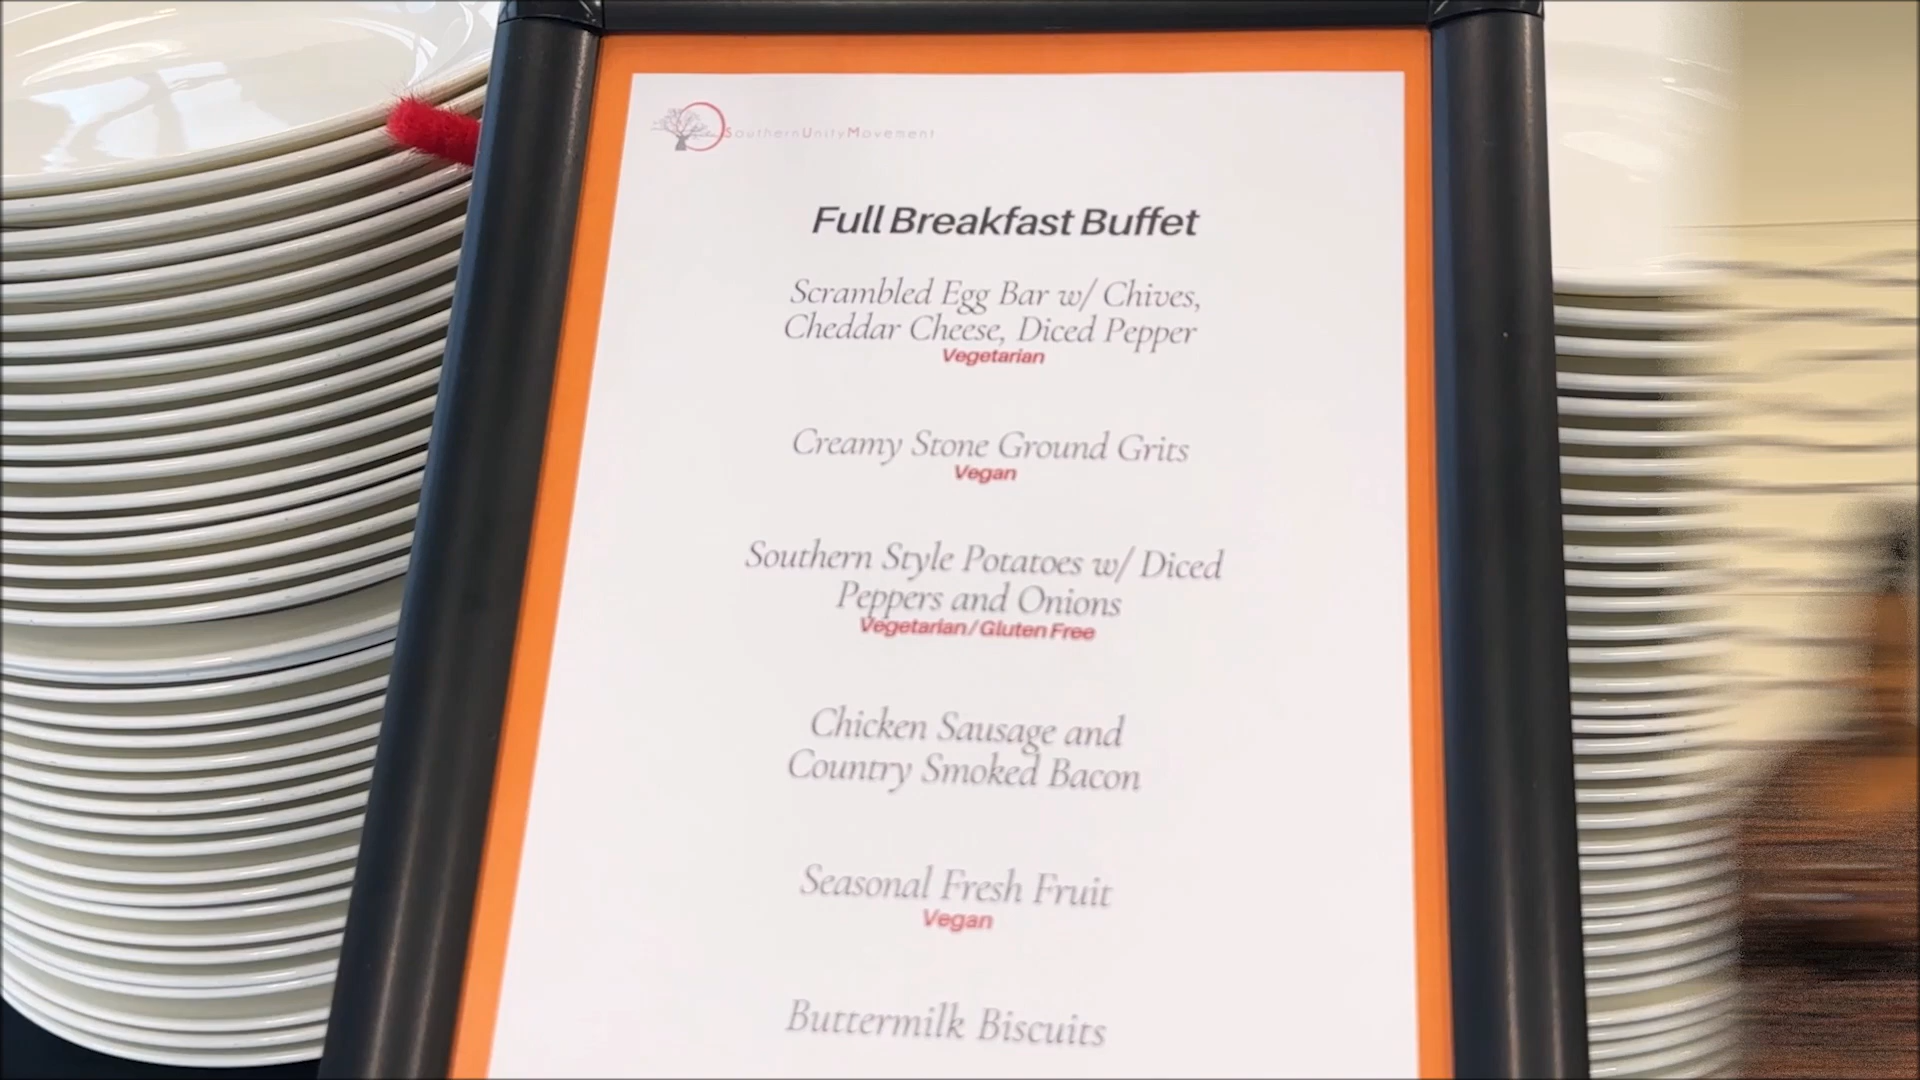 SouthernUnityMovement
Full Breakfast Buffet
Scrambled Egg Bar w/ Chives,
Cheddar Cheese, Diced Pepper
Vegetarian
Creamy Stone Ground Grits
Vegan
Southern Style Potatoes w/ Diced
Peppers and Onions
Vegetarian / Gluten Free
Chicken Sausage and
Country Smoked Bacon
Seasonal Fresh Fruit
Vegan
Buttermilk Biscuits